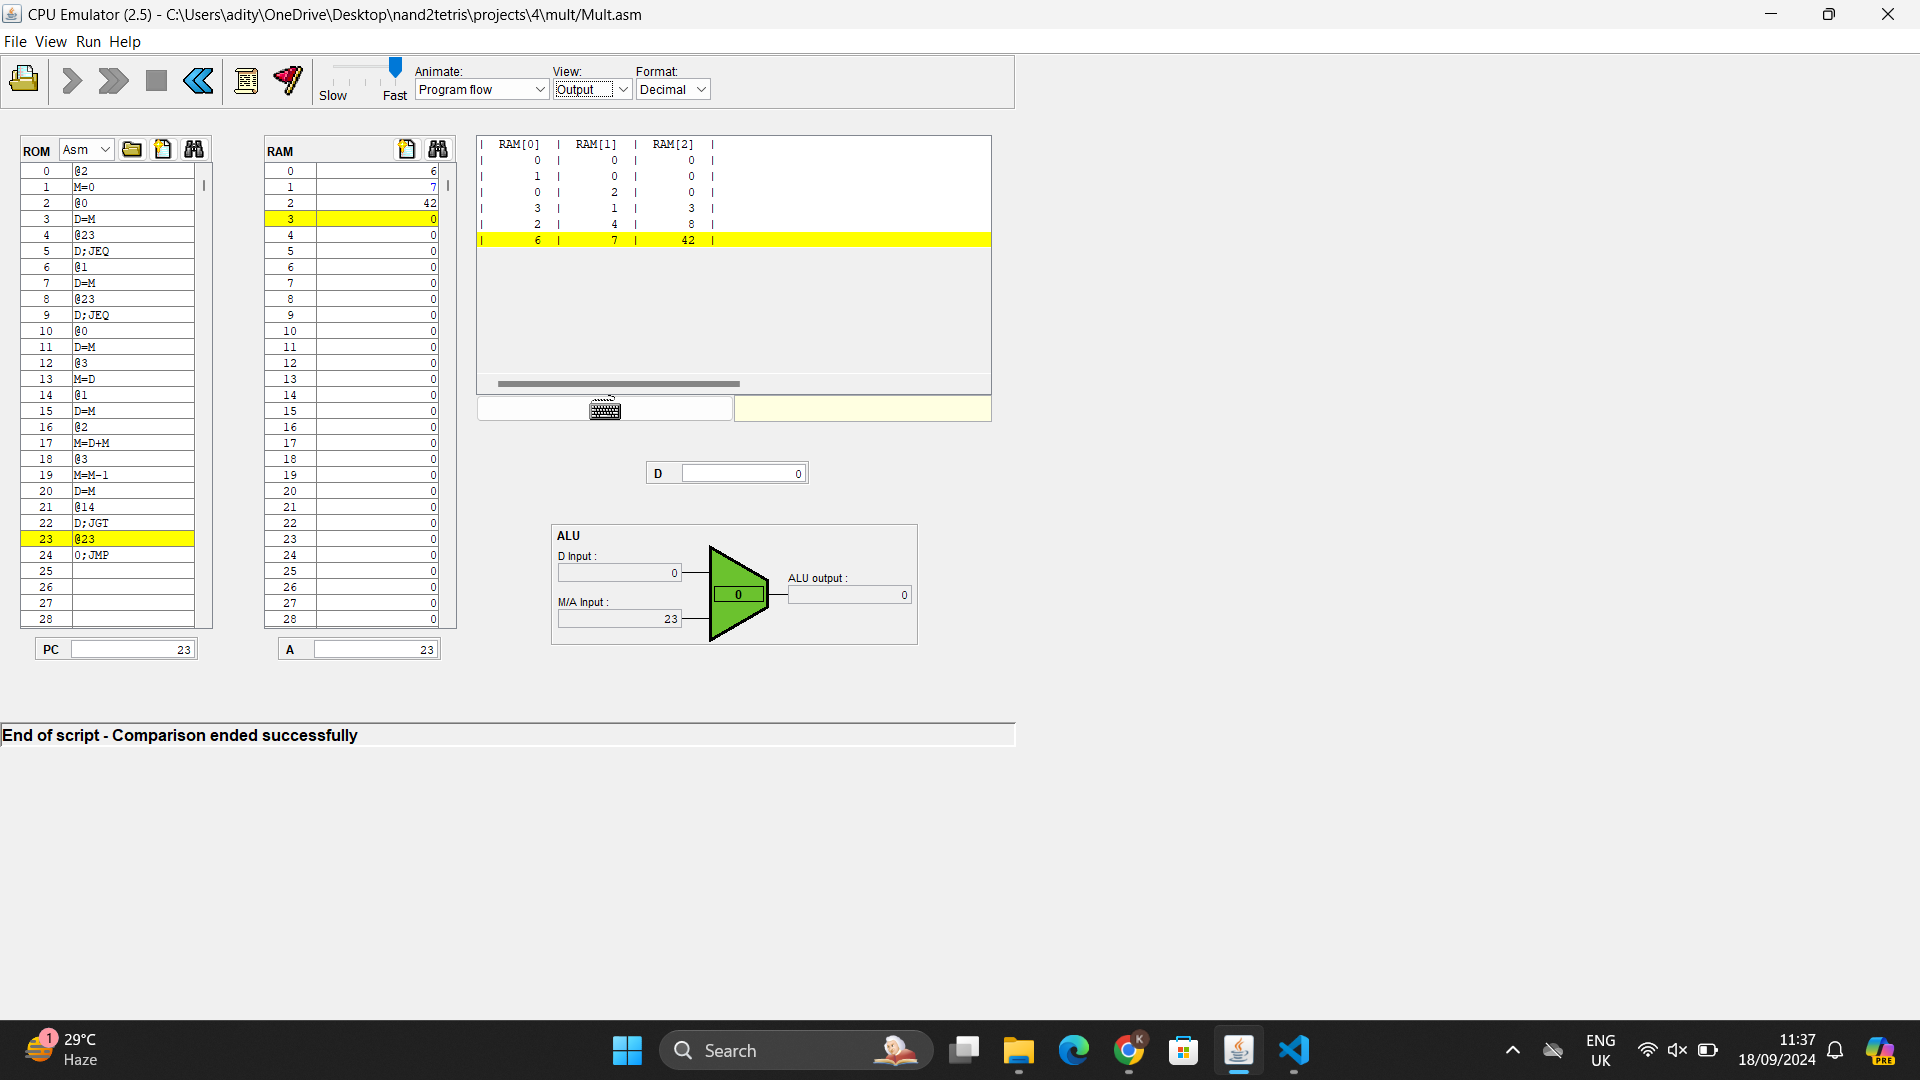 CPU Emulator (2.5) - C:\Users\adity\OneDrive\Desktop\nand2tetris\projects\4\mult/Mult.asm
File View Run Help
Slow Fast
Animate:
Program flow
View:
Output
Format:
Decimal
ROM Asm
0 @2
1 M=0
2 @0
3 D=M
4 @23
5 D;JEQ
6 @1
7 D=M
8 @23
9 D;JEQ
10 @0
11 D=M
12 @3
13 M=D
14 @1
15 D=M
16 @2
17 M=D+M
18 @3
19 M=M-1
20 D=M
21 @14
22 D;JGT
23 @23
24 0;JMP
25
26
27
28
PC 23
RAM
0 6
1 7
2 42
3 0
4 0
5 0
6 0
7 0
8 0
9 0
10 0
11 0
12 0
13 0
14 0
15 0
16 0
17 0
18 0
19 0
20 0
21 0
22 0
23 0
24 0
25 0
26 0
27 0
28 0
A 23
| RAM[0] | RAM[1] | RAM[2] |
| 0 | 0 | 0 |
| 1 | 0 | 0 |
| 0 | 2 | 0 |
| 3 | 1 | 3 |
| 2 | 4 | 8 |
| 6 | 7 | 42 |
D 0
ALU
D Input :
0
M/A Input :
23
0
ALU output :
0
End of script - Comparison ended successfully
1
29°C
Haze
Search
K
ENG
UK
11:37
18/09/2024
PRE